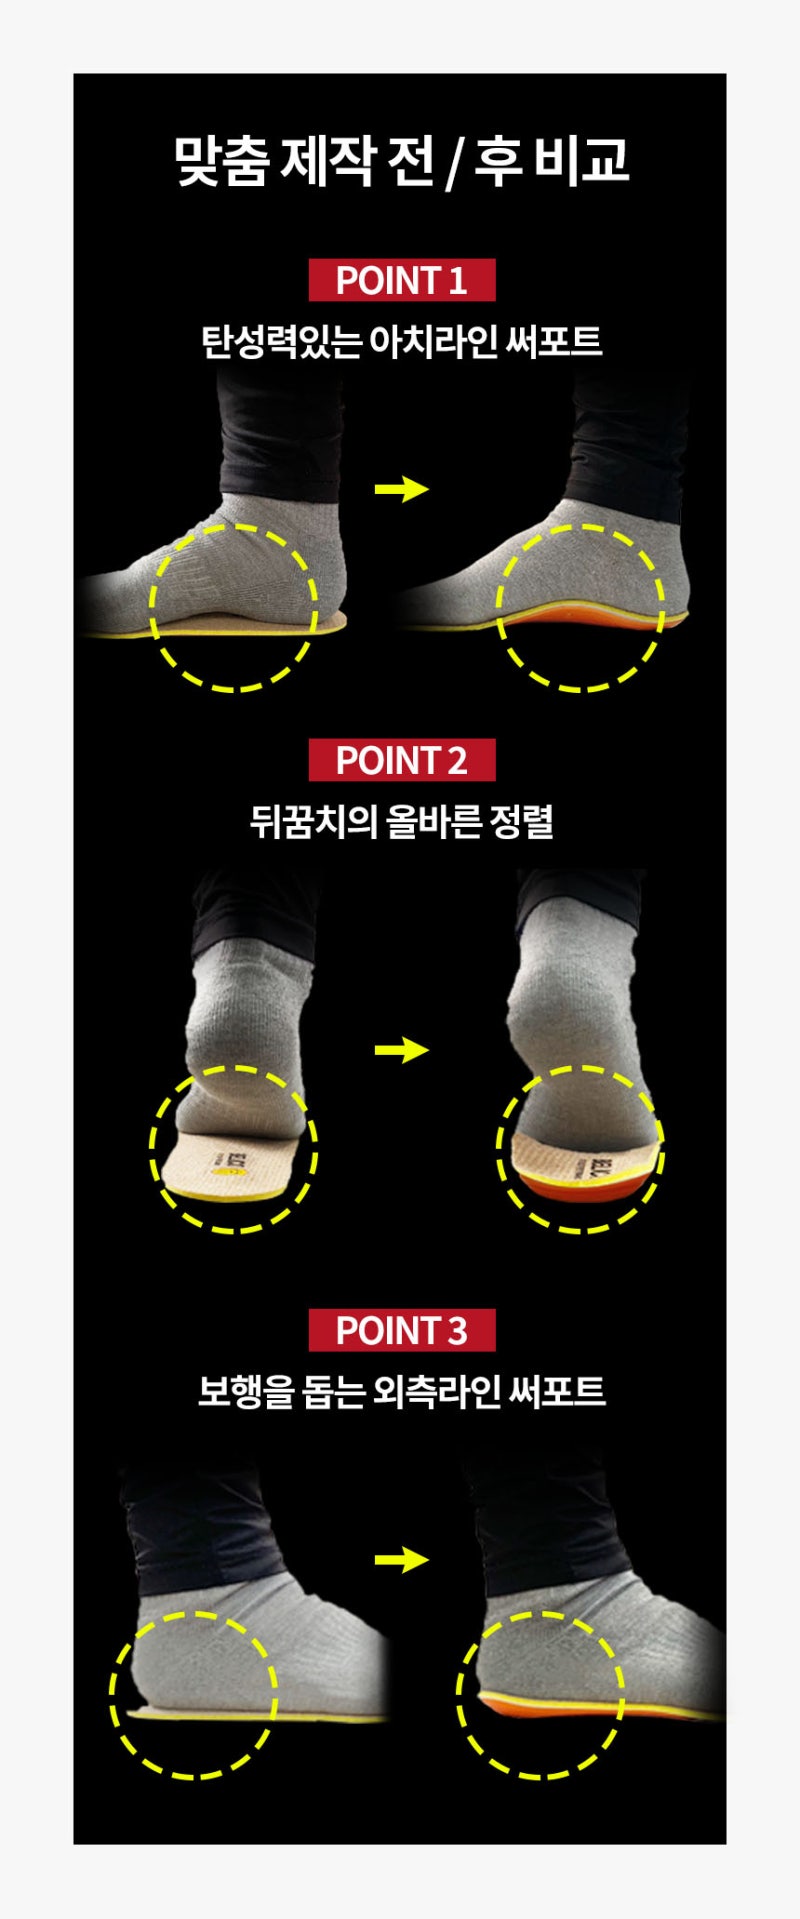 맞춤 제작 전 / 후 비교
POINT 1
탄성력있는 아치라인 써포트
POINT 2
뒤꿈치의 올바른 정렬
POINT 3
보행을 돕는 외측라인 써포트